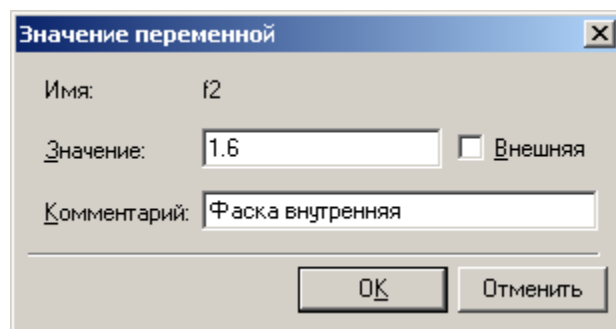 Значение переменной
Имя: f2
Значение: 1.6 Внешняя
Комментарий: Фаска внутренняя
OK Отменить